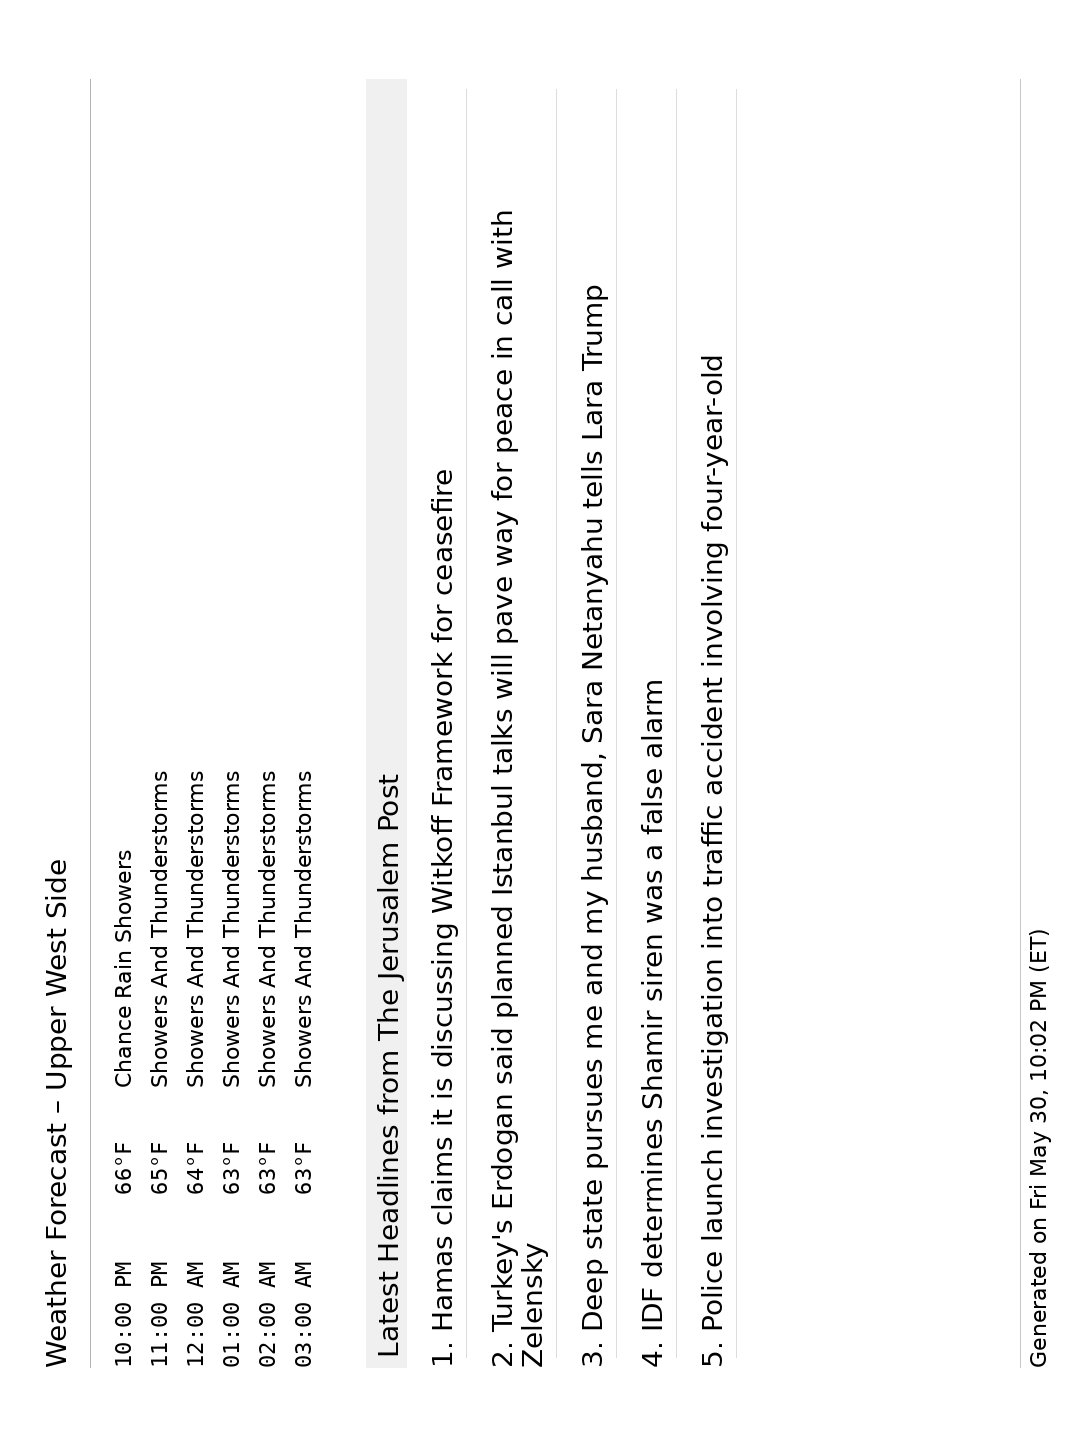 Weather Forecast – Upper West Side
10:00 PM 66°F Chance Rain Showers
11:00 PM 65°F Showers And Thunderstorms
12:00 AM 64°F Showers And Thunderstorms
01:00 AM 63°F Showers And Thunderstorms
02:00 AM 63°F Showers And Thunderstorms
03:00 AM 63°F Showers And Thunderstorms
Latest Headlines from The Jerusalem Post
1. Hamas claims it is discussing Witkoff Framework for ceasefire
2. Turkey's Erdogan said planned Istanbul talks will pave way for peace in call with
Zelensky
3. Deep state pursues me and my husband, Sara Netanyahu tells Lara Trump
4. IDF determines Shamir siren was a false alarm
5. Police launch investigation into traffic accident involving four-year-old
Generated on Fri May 30, 10:02 PM (ET)